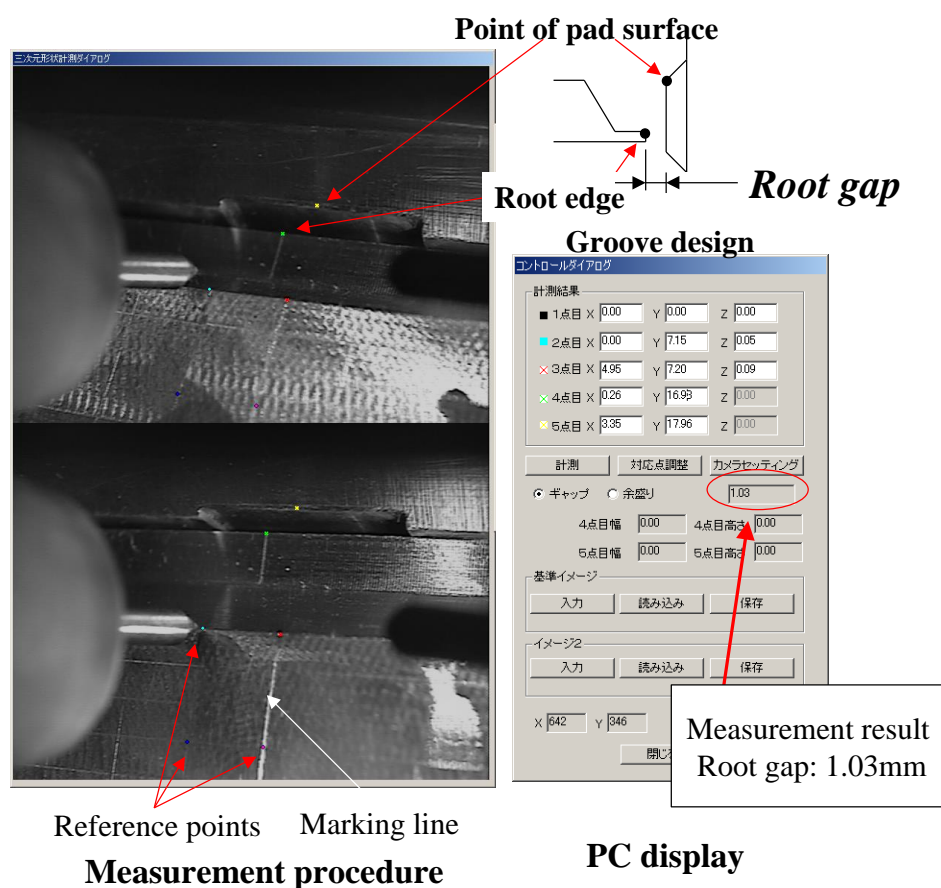 Point of pad surface
三次元形状計測ダイアログ
Root edge
Root gap
Groove design
コントロールダイアログ
計測結果
1点目 X 0.00 Y 0.00 Z 0.00
2点目 X 0.00 Y 7.15 Z 0.05
3点目 X 4.95 Y 7.20 Z 0.09
4点目 X 0.26 Y 16.93 Z 0.00
5点目 X 3.35 Y 17.96 Z 0.00
計測 対応点調整 カメラセッティング
ギャップ 余盛り 1.03
4点目幅 0.00 4点目高さ 0.00
5点目幅 0.00 5点目高さ 0.00
基準イメージ
入力 読み込み 保存
イメージ2
入力 読み込み 保存
X 642 Y 346
Measurement result
Root gap: 1.03mm
Reference points
Marking line
Measurement procedure
PC display